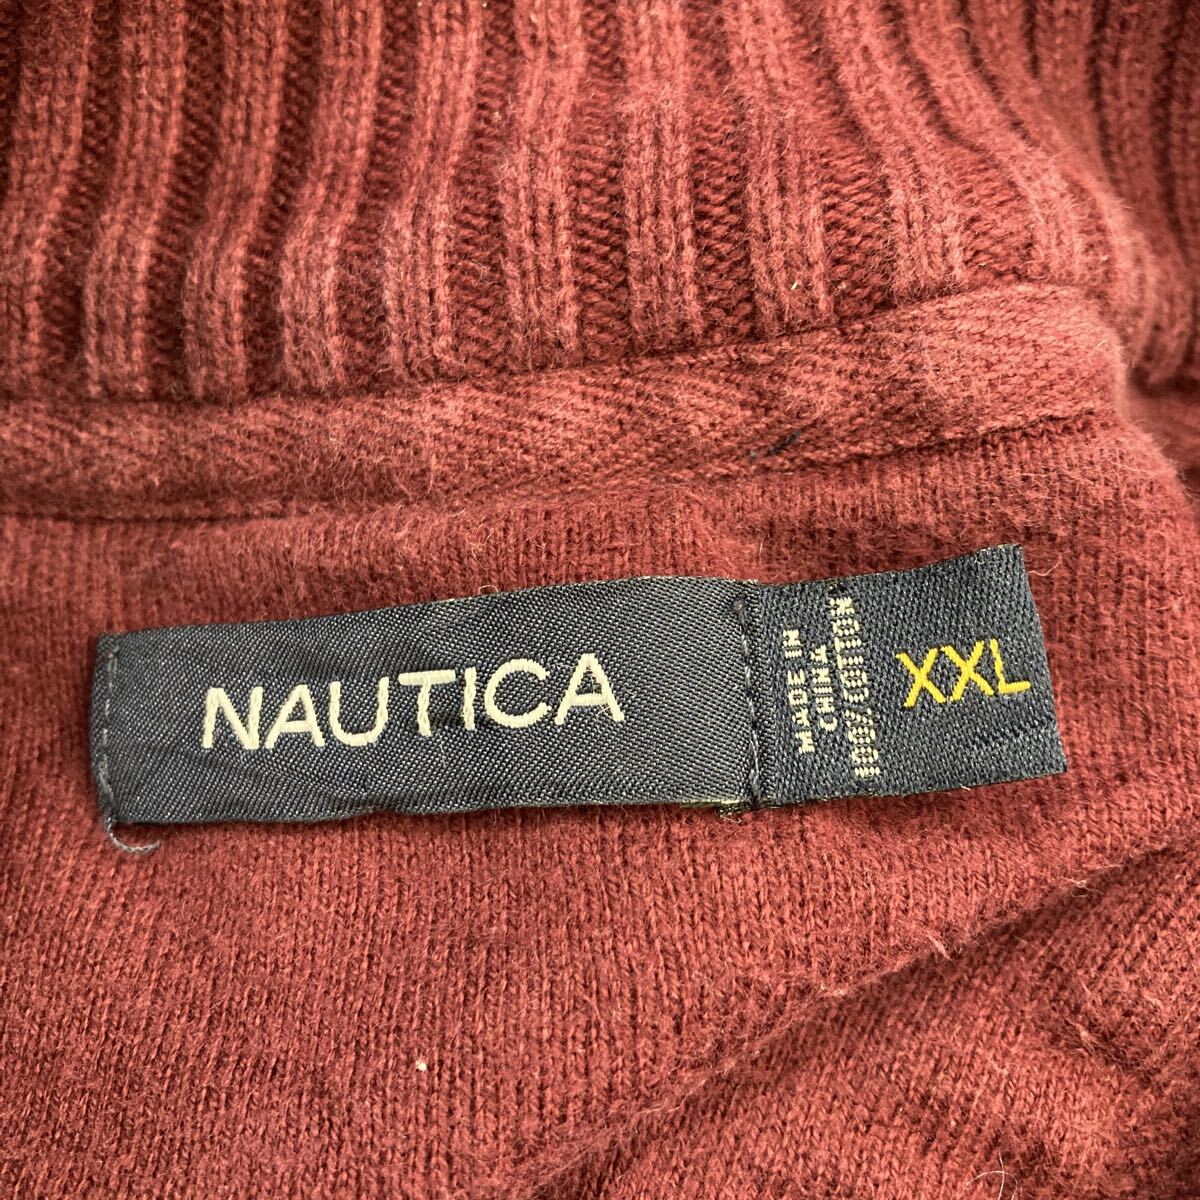 NAUTICA
MADE IN
CHINA
100% COTTON
XXL